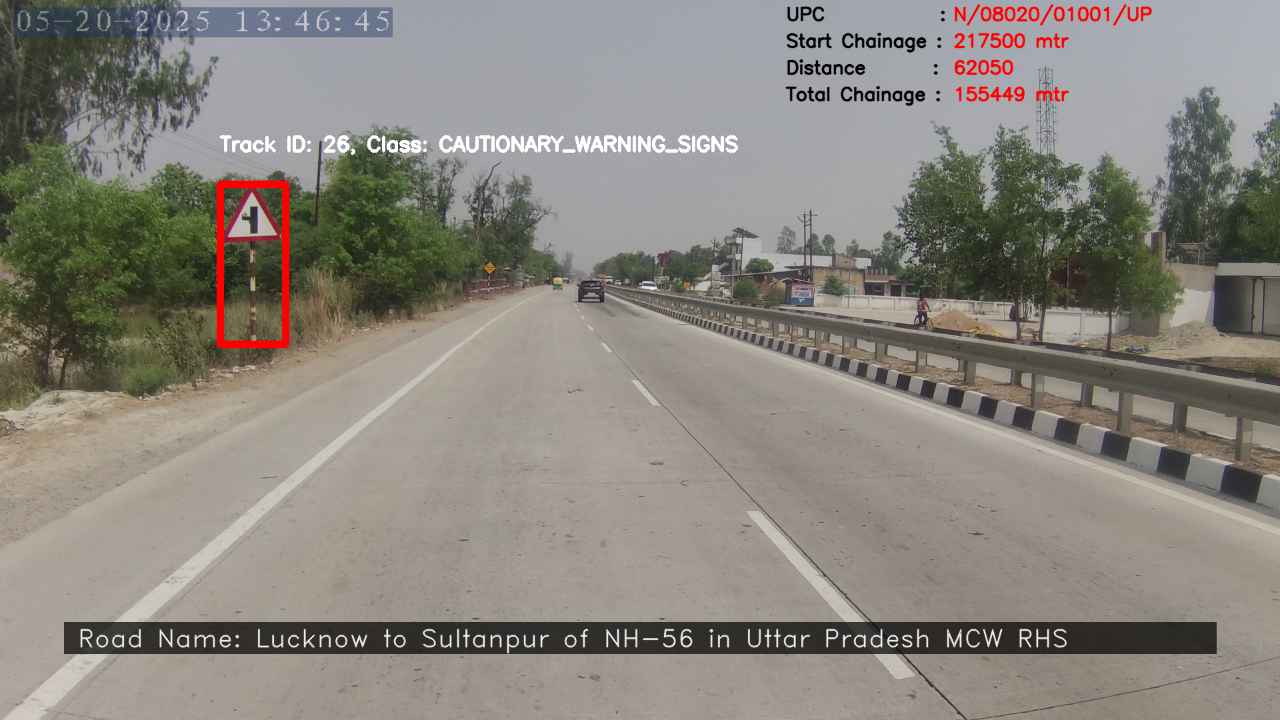 05-20-2025 13:46:45
UPC : N/08020/01001/UP
Start Chainage : 217500 mtr
Distance : 62050
Total Chainage : 155449 mtr
Track ID: 26, Class: CAUTIONARY_WARNING_SIGNS
Road Name: Lucknow to Sultanpur of NH-56 in Uttar Pradesh MCW RHS